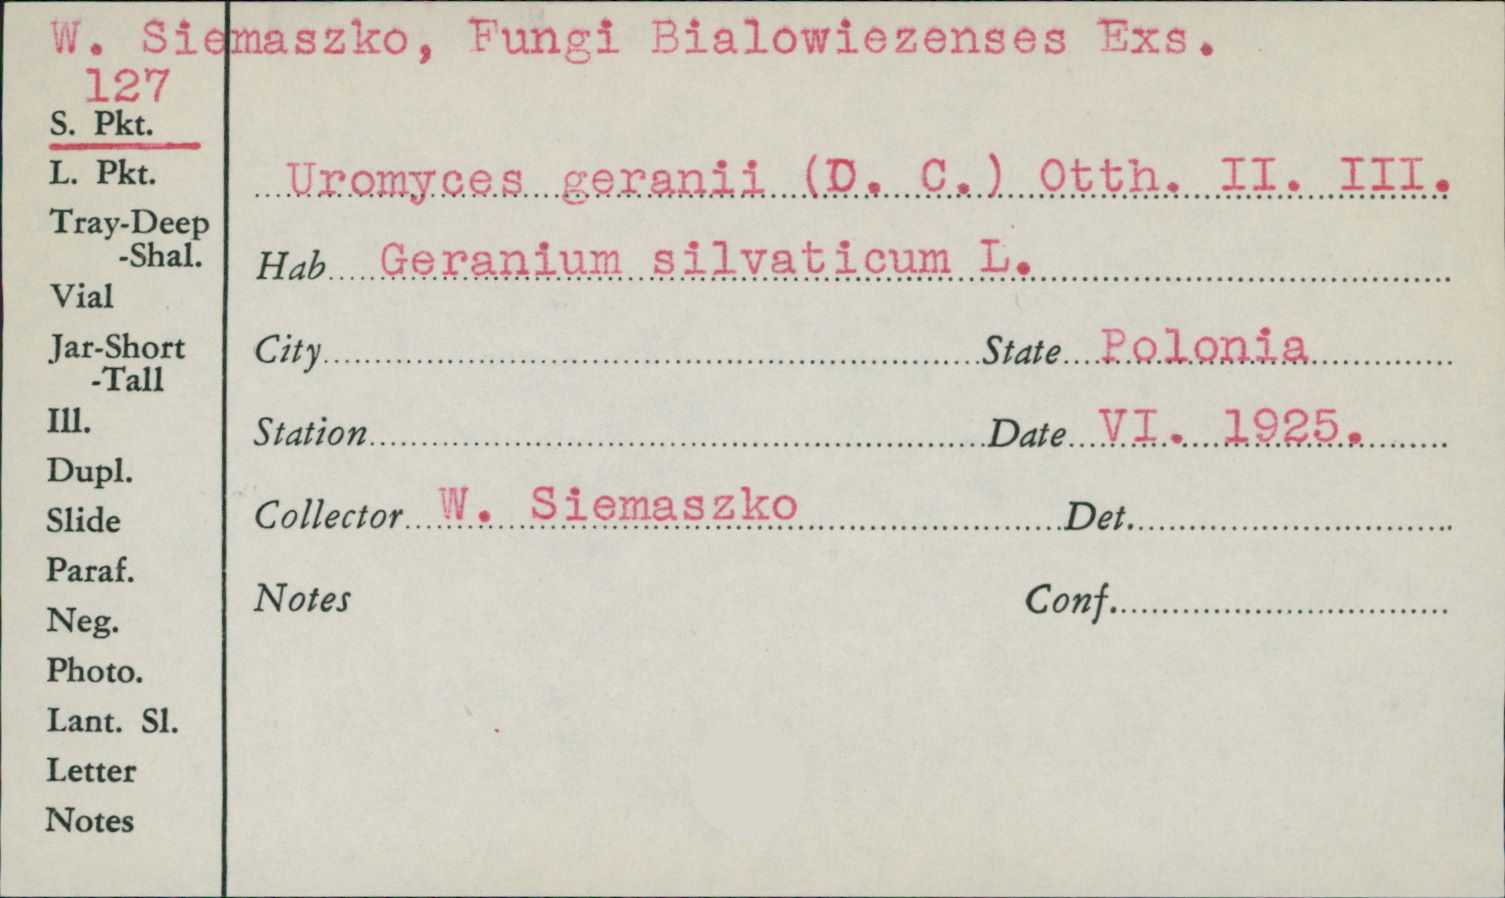 W. Siemaszko, Fungi Bialowiezenses Exs.
127
S. Pkt.
L. Pkt.
Tray-Deep
-Shal.
Vial
Jar-Short
-Tall
Ill.
Dupl.
Slide
Paraf.
Neg.
Photo.
Lant. Sl.
Letter
Notes
Uromyces geranii (D. C.) Otth. II. III.
Hab Geranium silvaticum L.
City State Polonia
Station Date VI. 1925.
Collector W. Siemaszko Det.
Notes Conf.